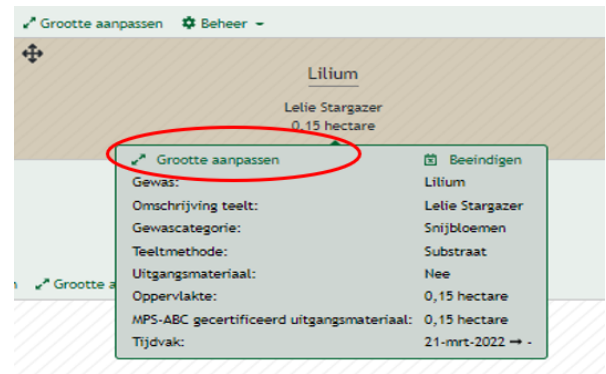 Grootte aanpassen Beheer
Lilium
Lelie Stargazer
0,15 hectare
Grootte aanpassen Beeindigen
Gewas: Lilium
Omschrijving teelt: Lelie Stargazer
Gewascategorie: Snijbloemen
Teeltmethode: Substraat
Uitgangsmateriaal: Nee
Grootte a
Oppervlakte: 0,15 hectare
MPS-ABC gecertificeerd uitgangsmateriaal: 0,15 hectare
Tijdvak: 21-mrt-2022 → -